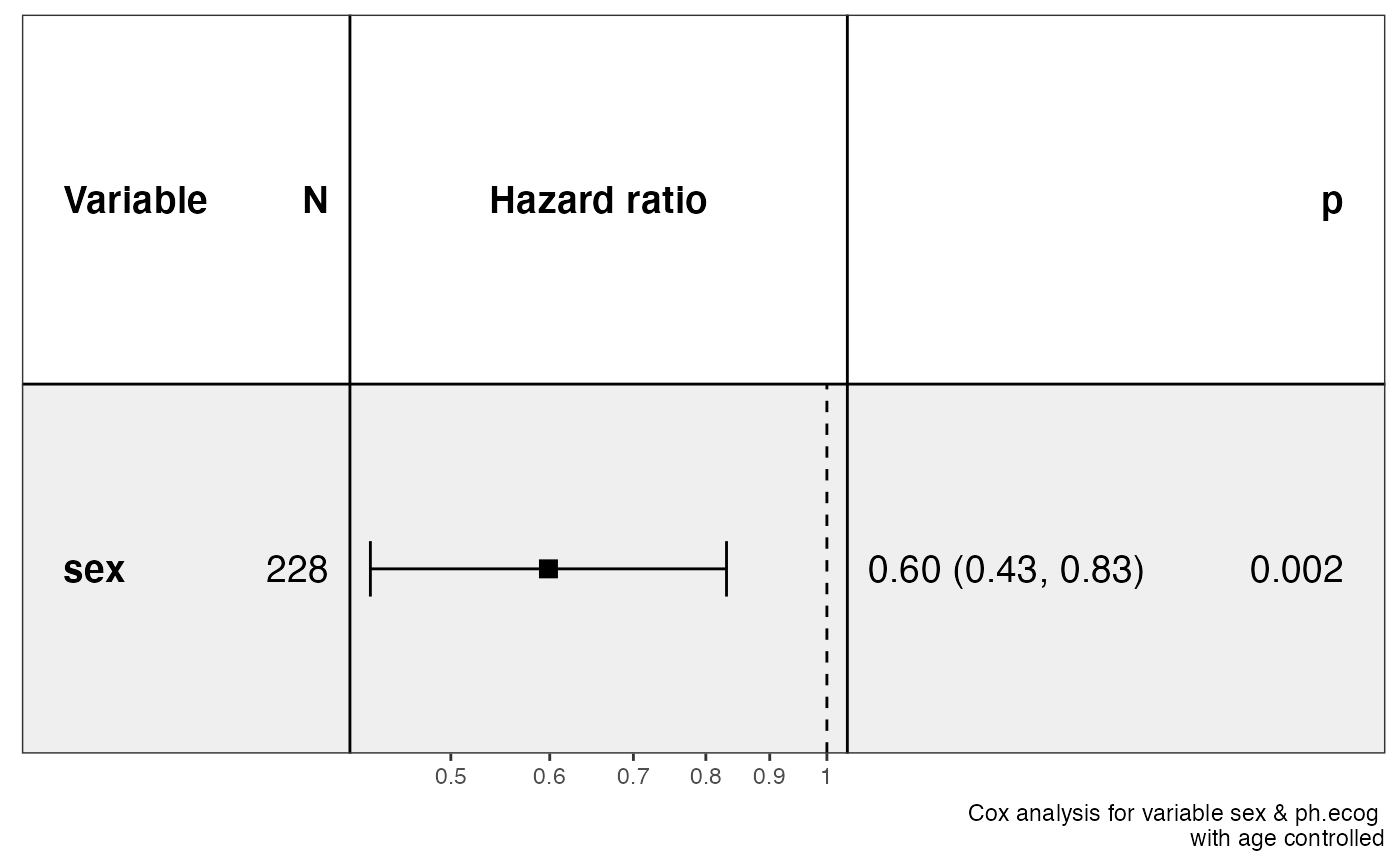 Variable N Hazard ratio p
sex 228 0.60 (0.43, 0.83) 0.002
0.5 0.6 0.7 0.8 0.9 1
Cox analysis for variable sex & ph.ecog
with age controlled